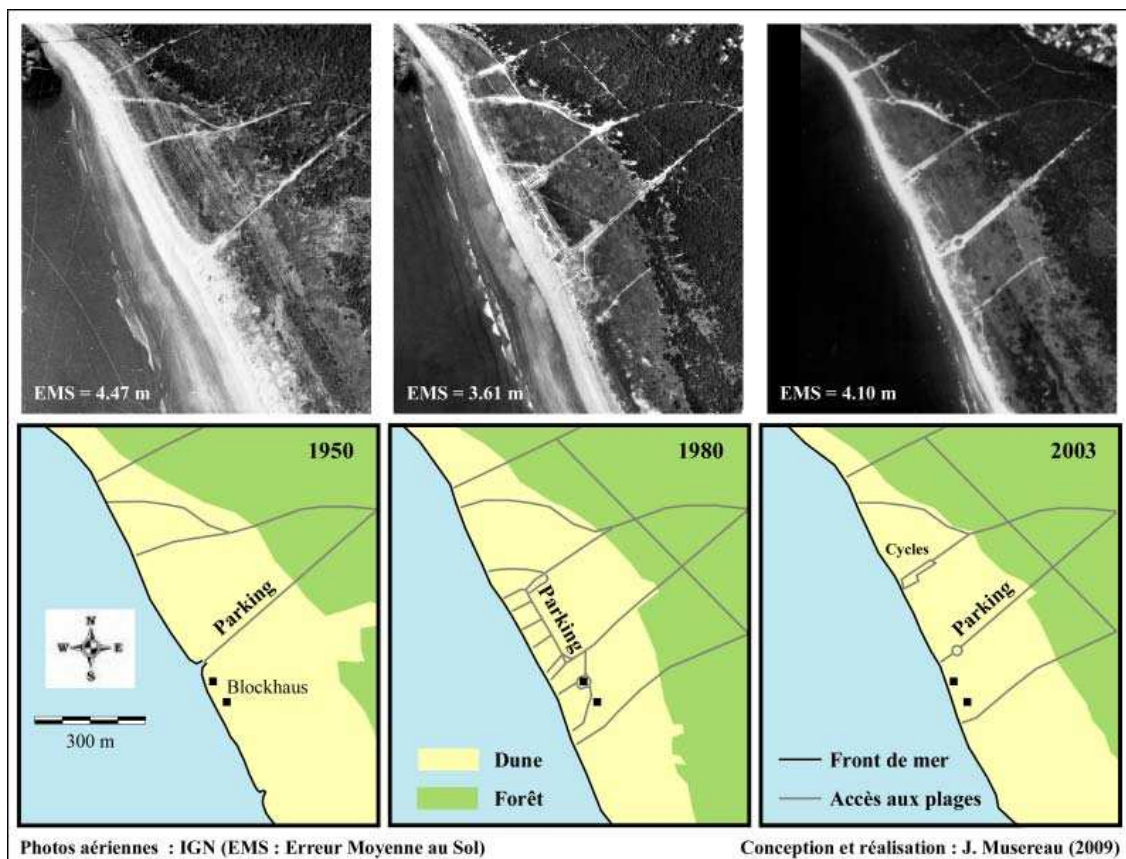 EMS = 4.47 m
EMS = 3.61 m
EMS = 4.10 m
1950
Parking
N
W E
S
Blockhaus
300 m
1980
Parking
Dune
Forêt
2003
Cycles
Parking
Front de mer
Accès aux plages
Photos aériennes : IGN (EMS : Erreur Moyenne au Sol)
Conception et réalisation : J. Musereau (2009)